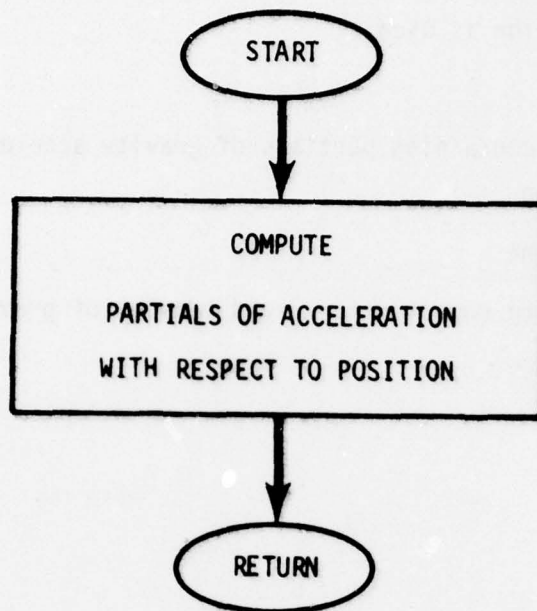 START
COMPUTE
PARTIALS OF ACCELERATION
WITH RESPECT TO POSITION
RETURN